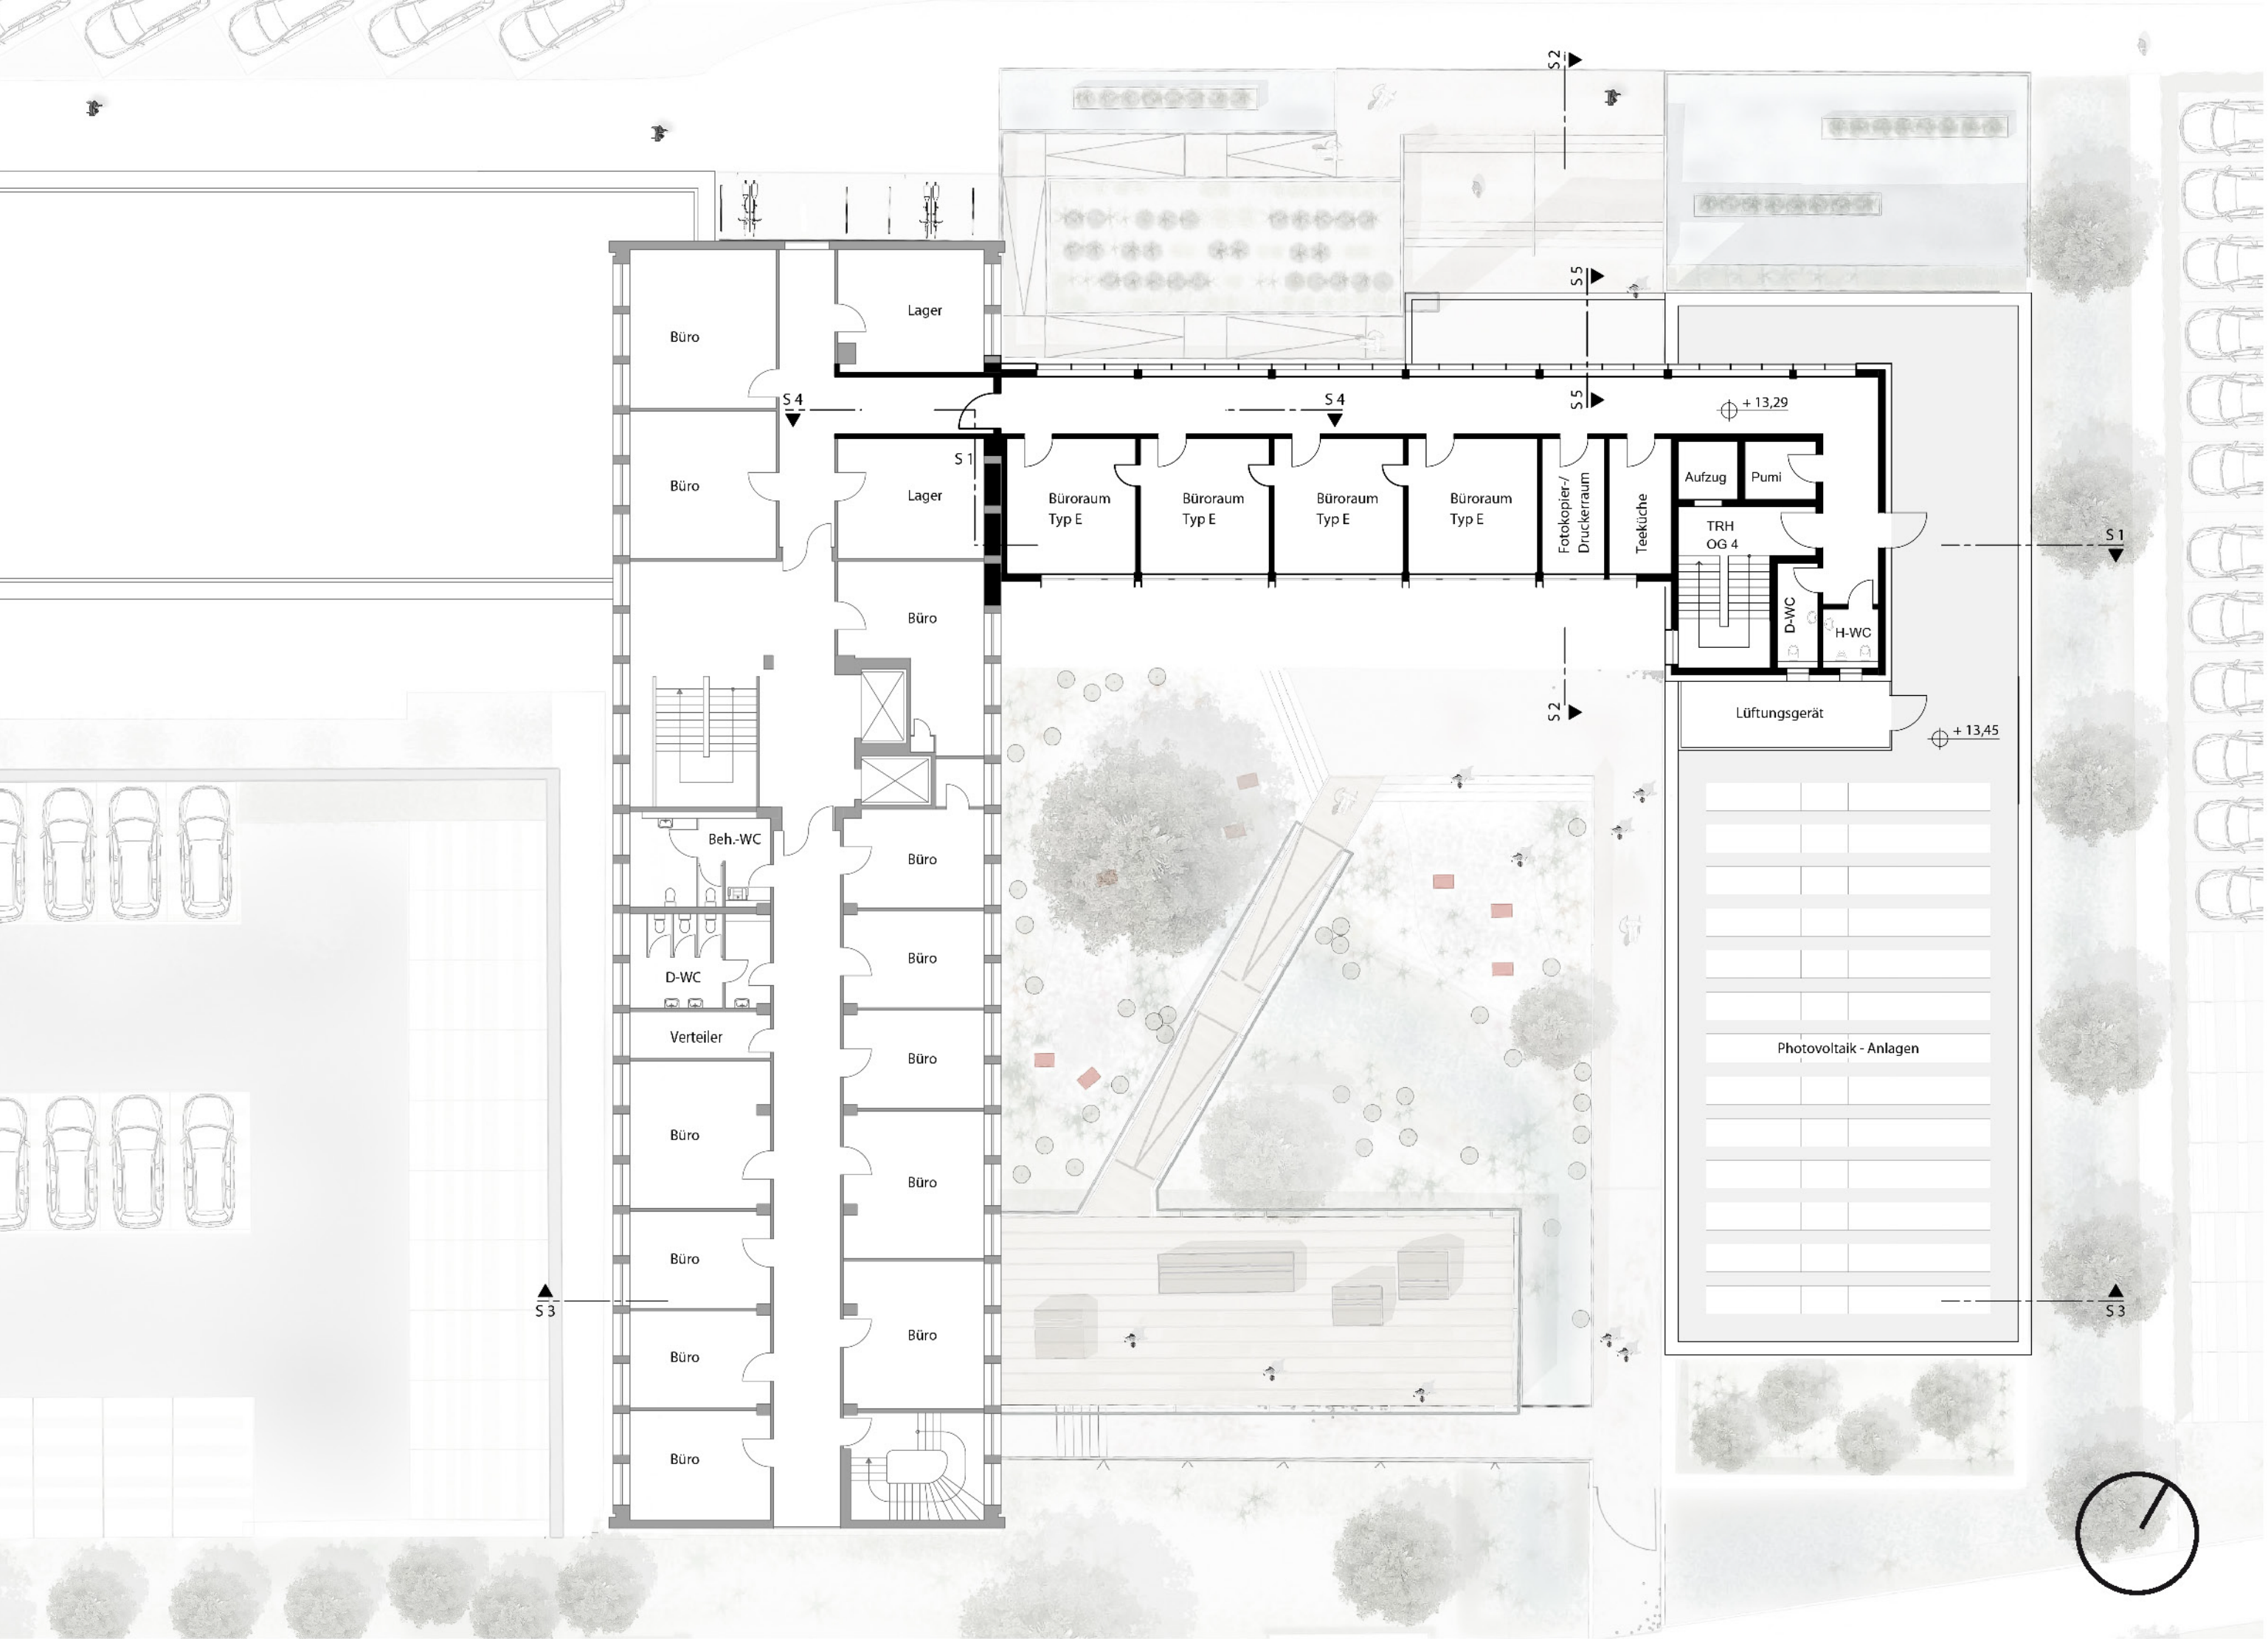 S 2
S 5
Lager
Büro
S 4
S 4
S 5
+ 13,29
S 1
Büro
Lager
Büroraum
Typ E
Büroraum
Typ E
Büroraum
Typ E
Büroraum
Typ E
Fotokopier-/
Druckerraum
Teeküche
Aufzug
Pumi
TRH
OG 4
S 1
Büro
D-WC
H-WC
S 2
Lüftungsgerät
+ 13,45
Beh.-WC
Büro
Büro
D-WC
Verteiler
Büro
Photovoltaik - Anlagen
Büro
Büro
Büro
S 3
S 3
Büro
Büro
Büro